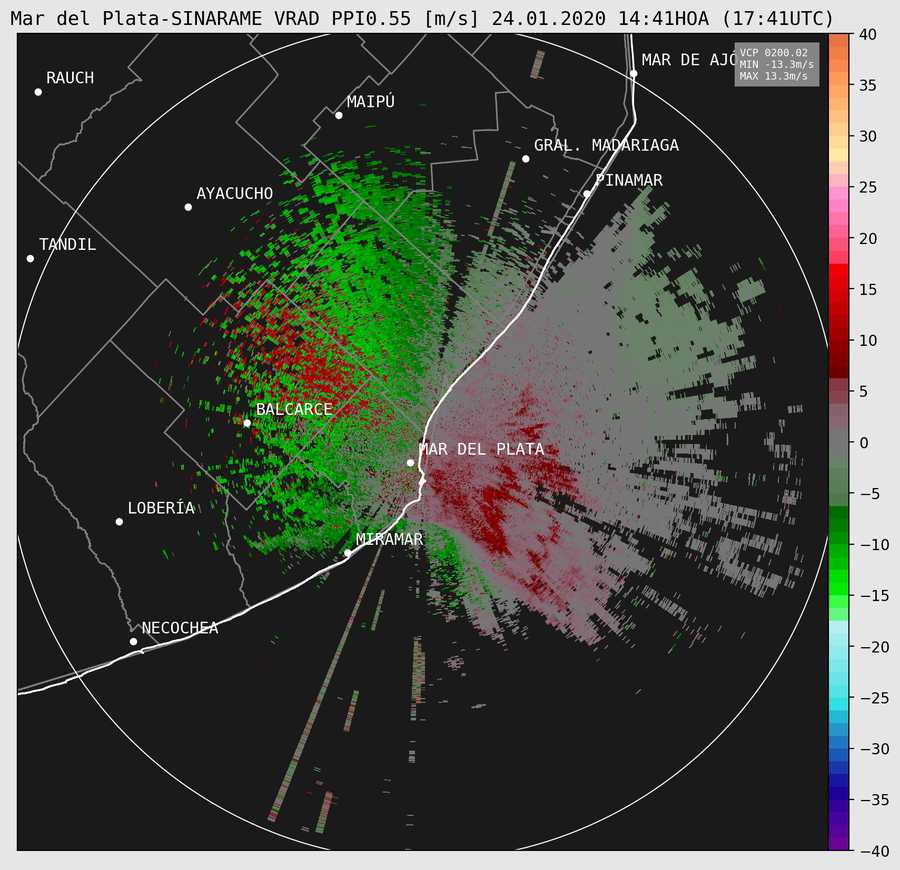 Mar del Plata-SINARAME VRAD PPI0.55 [m/s] 24.01.2020 14:41HOA (17:41UTC)
VCP 0200.02
MIN -13.3m/s
MAX 13.3m/s
MAR DE AJÓ
RAUCH
MAIPÚ
GRAL. MADARIAGA
PINAMAR
AYACUCHO
TANDIL
BALCARCE
MAR DEL PLATA
LOBERÍA
MIRAMAR
NECOCHEA
40
35
30
25
20
15
10
5
0
−5
−10
−15
−20
−25
−30
−35
−40